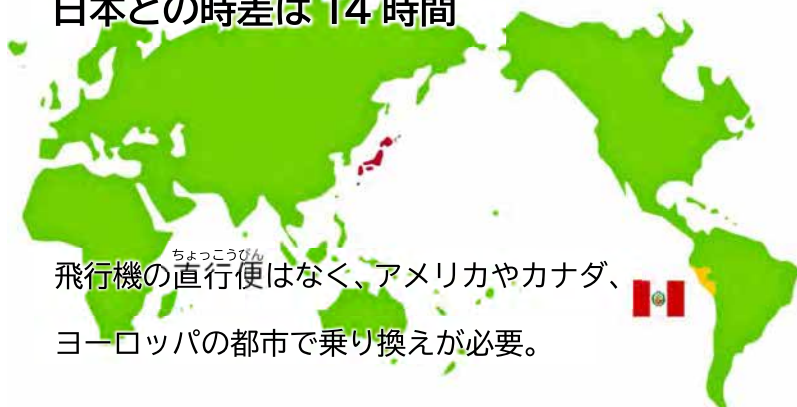 日本との時差は 14 時間
ちょっこうびん
飛行機の直行便はなく、アメリカやカナダ、
ヨーロッパの都市で乗り換えが必要。